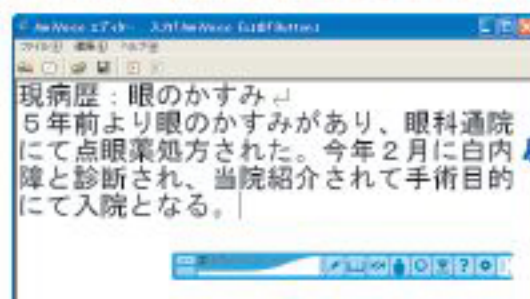 現病歴：眼のかすみ↵
５年前より眼のかすみがあり、眼科通院
にて点眼薬処方された。今年２月に白内
障と診断され、当院紹介されて手術目的
にて入院となる。